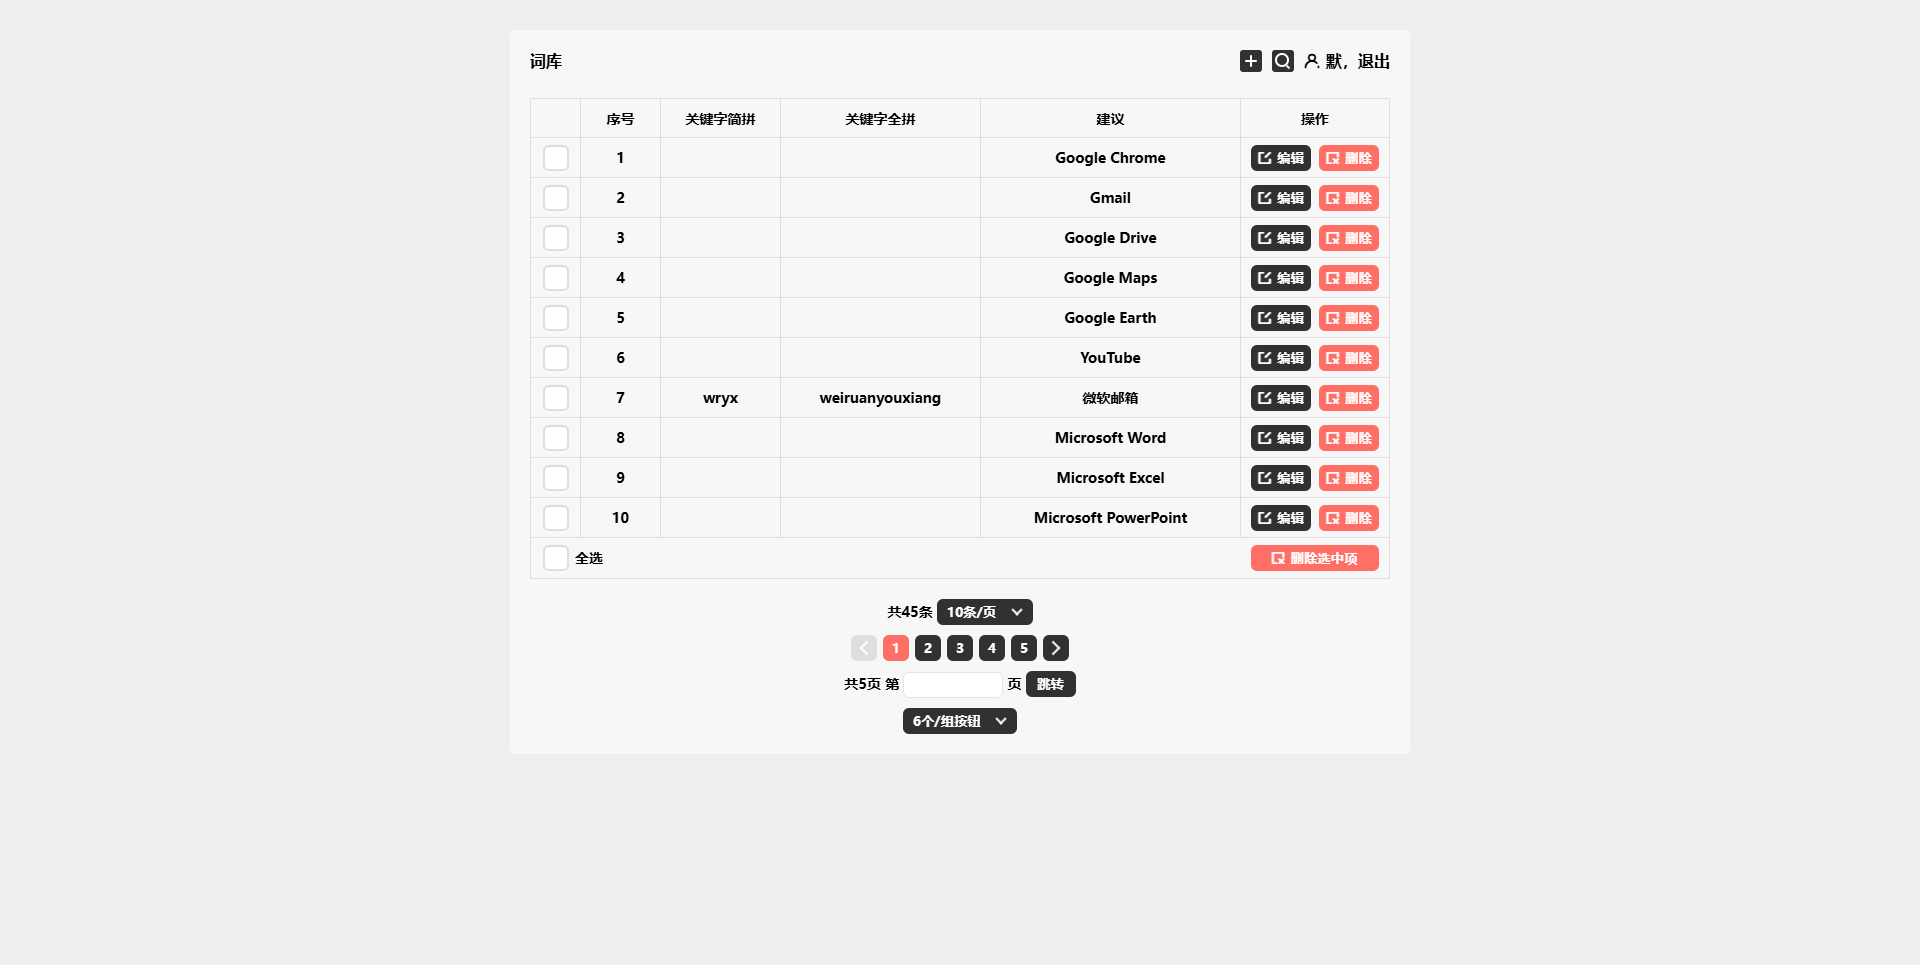 词库 默，退出
序号 关键字简拼 关键字全拼 建议 操作
1 Google Chrome 编辑 删除
2 Gmail 编辑 删除
3 Google Drive 编辑 删除
4 Google Maps 编辑 删除
5 Google Earth 编辑 删除
6 YouTube 编辑 删除
7 wryx weiruanyouxiang 微软邮箱 编辑 删除
8 Microsoft Word 编辑 删除
9 Microsoft Excel 编辑 删除
10 Microsoft PowerPoint 编辑 删除
全选 删除选中项
共45条 10条/页
1 2 3 4 5
共5页 第 页 跳转
6个/组按钮